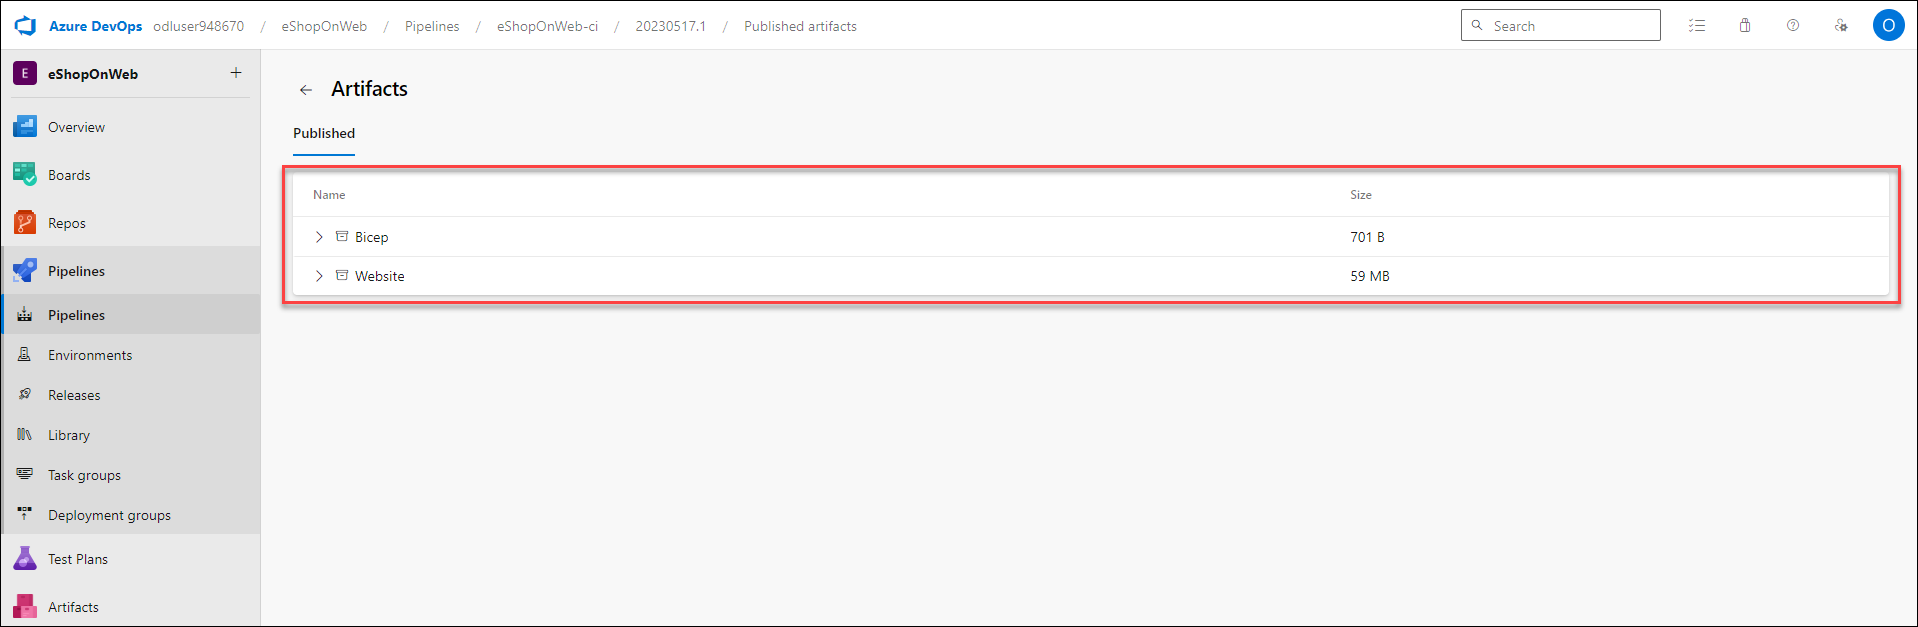 Azure DevOps odluser948670 / eShopOnWeb / Pipelines / eShopOnWeb-ci / 20230517.1 / Published artifacts
Search
O
E eShopOnWeb +
Overview
Boards
Repos
Pipelines
Pipelines
Environments
Releases
Library
Task groups
Deployment groups
Test Plans
Artifacts
← Artifacts
Published
Name Size
Bicep 701 B
Website 59 MB